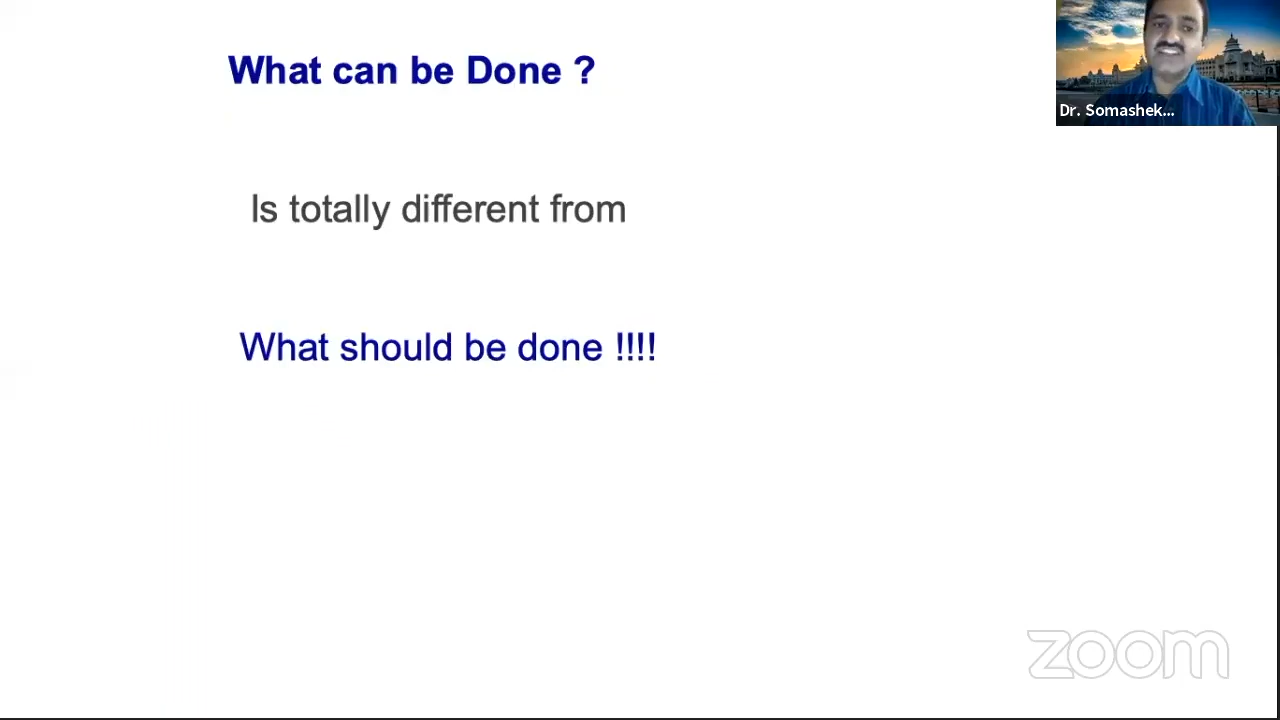 What can be Done ?
Dr. Somashek...
Is totally different from
What should be done !!!!
zoom